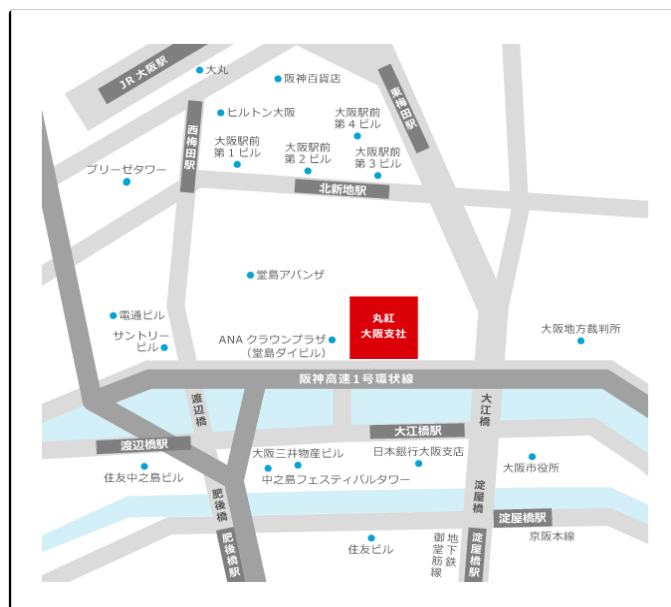 JR 大阪駅
大丸
阪神百貨店
東梅田駅
ヒルトン大阪
西梅田駅
大阪駅前
第4ビル
大阪駅前
第1ビル
大阪駅前
第2ビル
大阪駅前
第3ビル
ブリーゼタワー
北新地駅
堂島アバンザ
電通ビル
サントリー
ビル
丸紅
大阪支社
ANA クラウンプラザ
(堂島ダイビル)
大阪地方裁判所
阪神高速1号環状線
渡辺橋
大江橋
渡辺橋駅
大江橋駅
大阪三井物産ビル
日本銀行大阪支店
大阪市役所
住友中之島ビル
中之島フェスティバルタワー
肥後橋
淀屋橋
淀屋橋駅
京阪本線
肥後橋駅
住友ビル
地下鉄
御堂筋線
淀屋橋駅